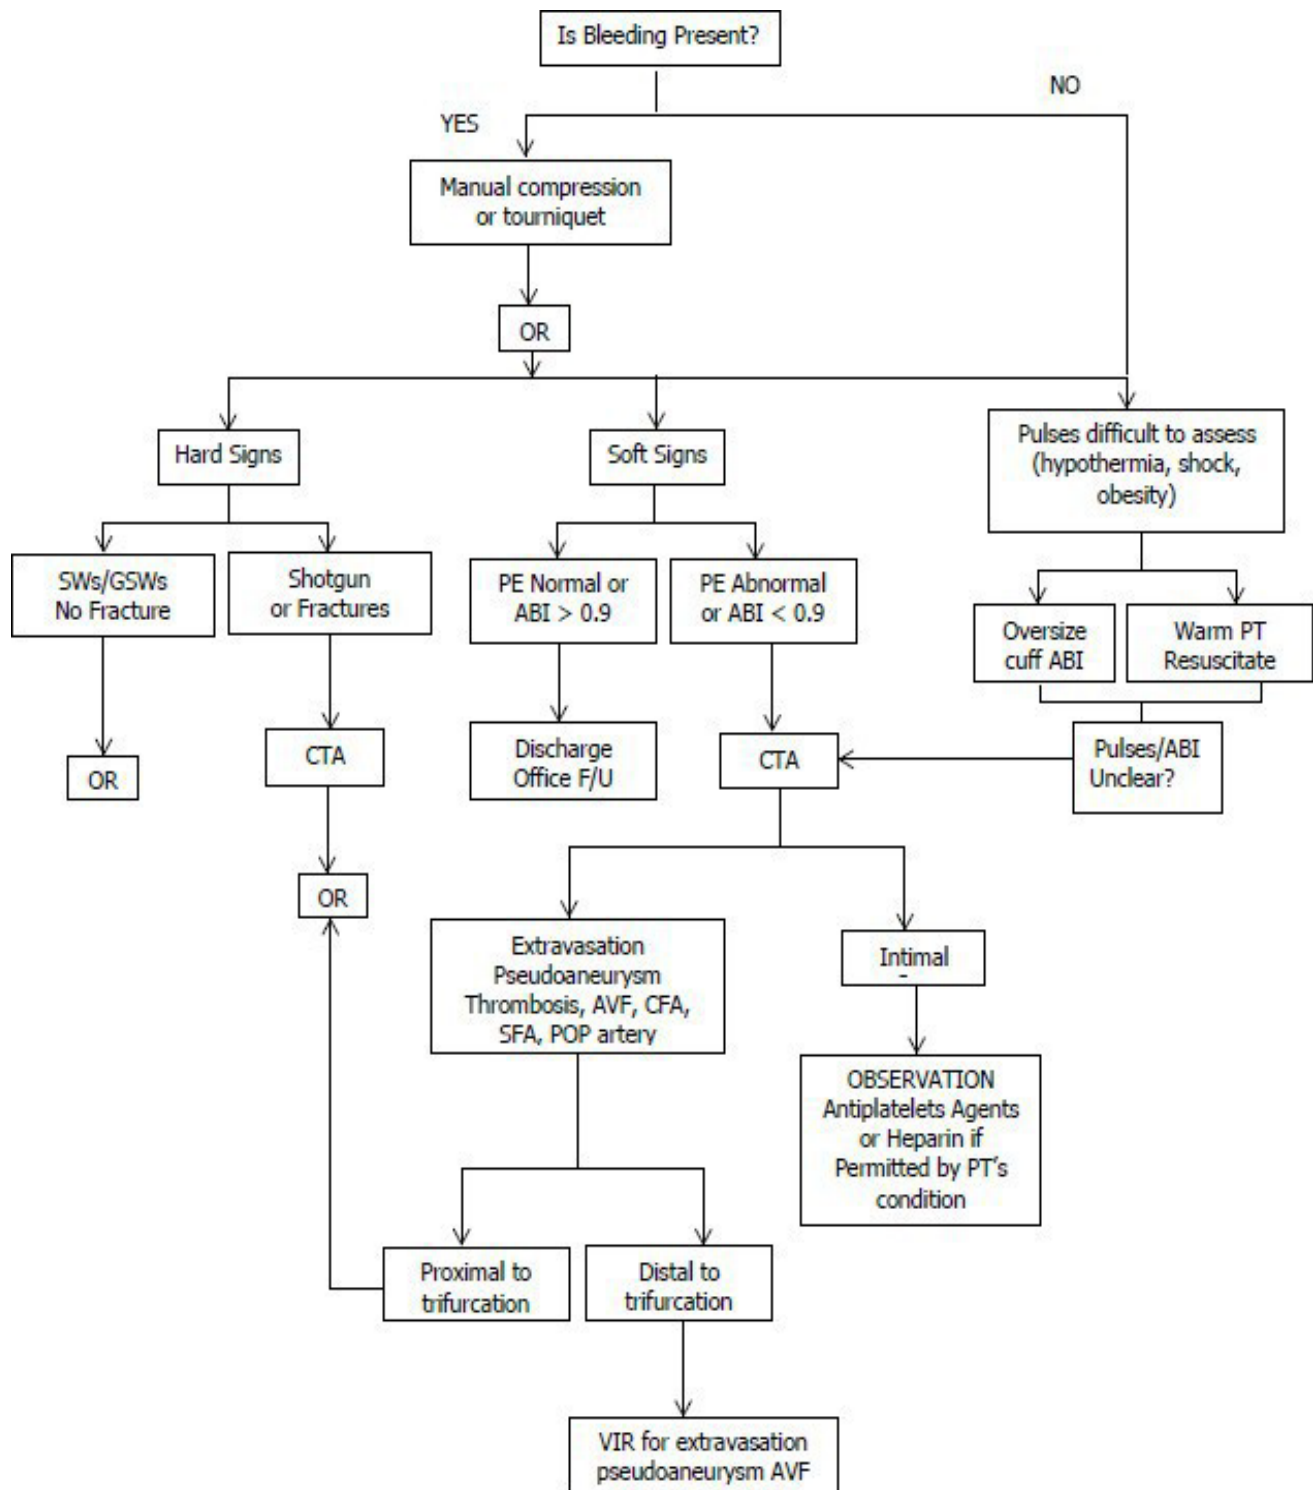 Is Bleeding Present?
NO
YES
Manual compression
or tourniquet
OR
Hard Signs
Soft Signs
Pulses difficult to assess
(hypothermia, shock,
obesity)
SWs/GSWs
No Fracture
Shotgun
or Fractures
PE Normal or
ABI > 0.9
PE Abnormal
or ABI < 0.9
Oversize
cuff ABI
Warm PT
Resuscitate
OR
CTA
Discharge
Office F/U
CTA
Pulses/ABI
Unclear?
OR
Extravasation
Pseudoaneurysm
Thrombosis, AVF, CFA,
SFA, POP artery
Intimal
OBSERVATION
Antiplatelets Agents
or Heparin if
Permitted by PT's
condition
Proximal to
trifurcation
Distal to
trifurcation
VIR for extravasation
pseudoaneurysm AVF